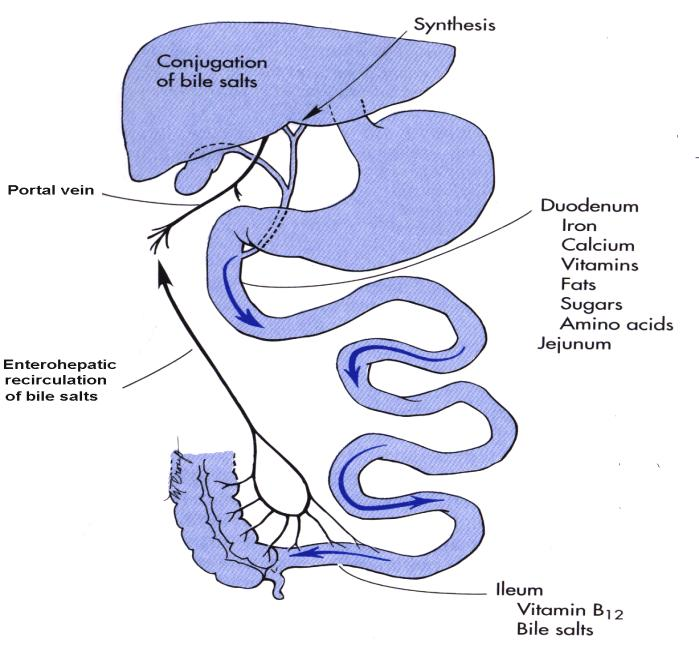 Synthesis
Conjugation
of bile salts
Portal vein
Duodenum
Iron
Calcium
Vitamins
Fats
Sugars
Amino acids
Jejunum
Enterohepatic
recirculation
of bile salts
Ileum
Vitamin B12
Bile salts